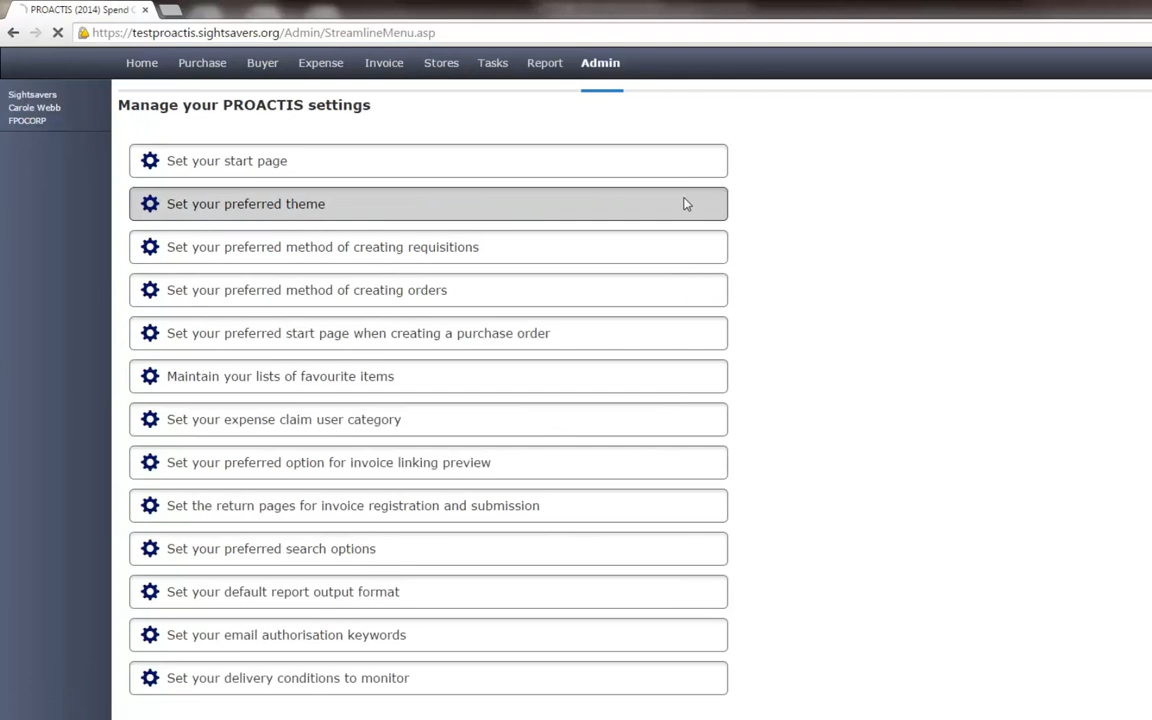 PROACTIS (2014) Spend C
https://testproactis.sightsavers.org/Admin/StreamlineMenu.asp
Home Purchase Buyer Expense Invoice Stores Tasks Report Admin
Sightsavers
Carole Webb
FPOCORP
Manage your PROACTIS settings
Set your start page
Set your preferred theme
Set your preferred method of creating requisitions
Set your preferred method of creating orders
Set your preferred start page when creating a purchase order
Maintain your lists of favourite items
Set your expense claim user category
Set your preferred option for invoice linking preview
Set the return pages for invoice registration and submission
Set your preferred search options
Set your default report output format
Set your email authorisation keywords
Set your delivery conditions to monitor